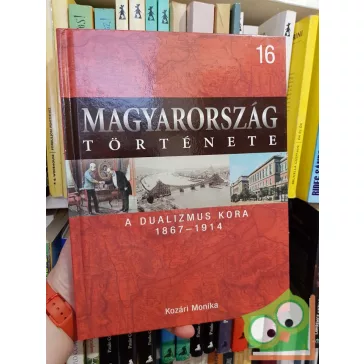 16
MAGYARORSZÁG
TÖRTÉNETE
A DUALIZMUS KORA
1867–1914
Kozári Monika